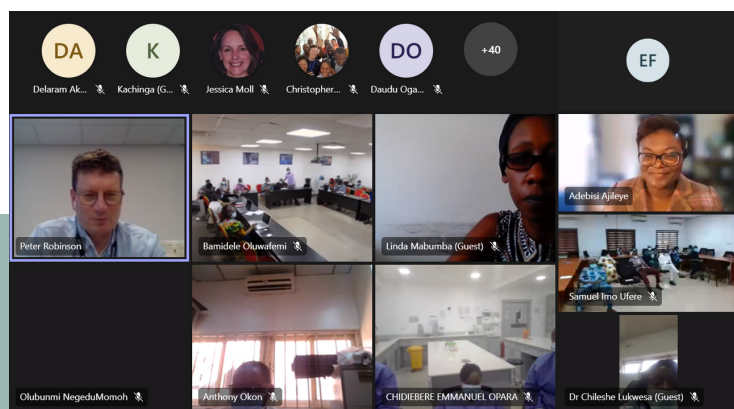 DA
K
DO
+40
EF
Delaram Ak...
Kachinga (G...
Jessica Moll
Christopher...
Daudu Oga...
Peter Robinson
Bamidele Oluwafemi
Linda Mabumba (Guest)
Adebisi Ajileye
Samuel Imo Ufere
Olubunmi NegeduMomoh
Anthony Okon
CHIDIEBERE EMMANUEL OPARA
Dr Chileshe Lukwesa (Guest)